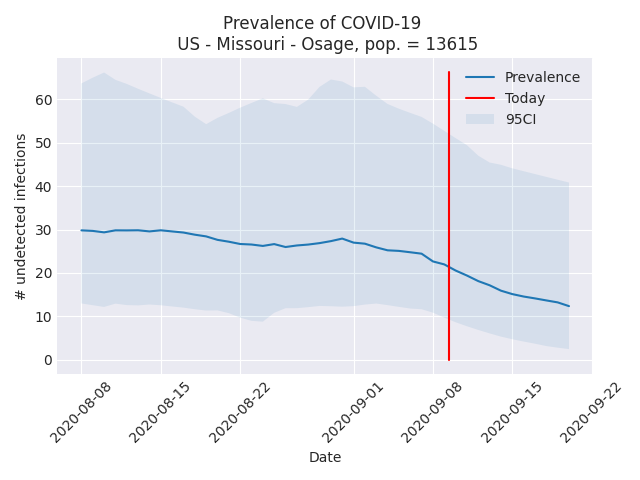 Prevalence of COVID-19
US - Missouri - Osage, pop. = 13615
Prevalence
Today
95CI
# undetected infections
60
50
40
30
20
10
0
2020-08-08
2020-08-15
2020-08-22
2020-09-01
2020-09-08
2020-09-15
2020-09-22
Date